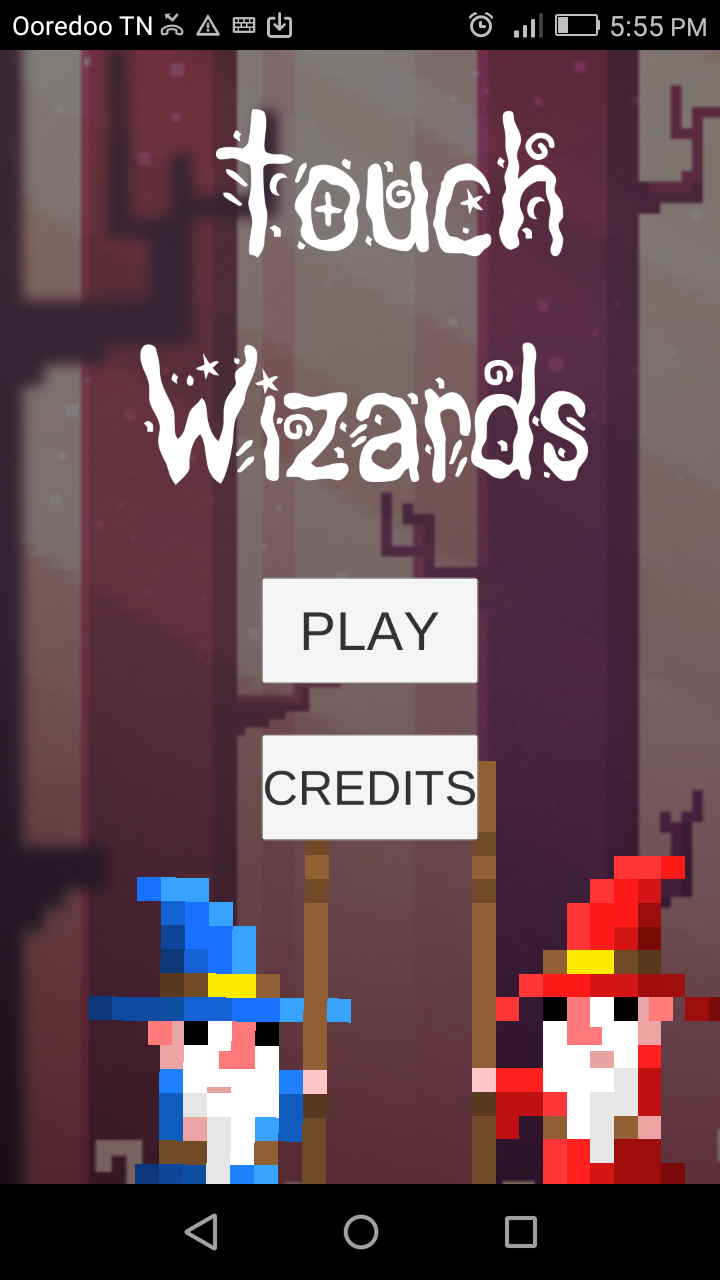 Ooredoo TN 5:55 PM
touch
Wizards
PLAY
CREDITS